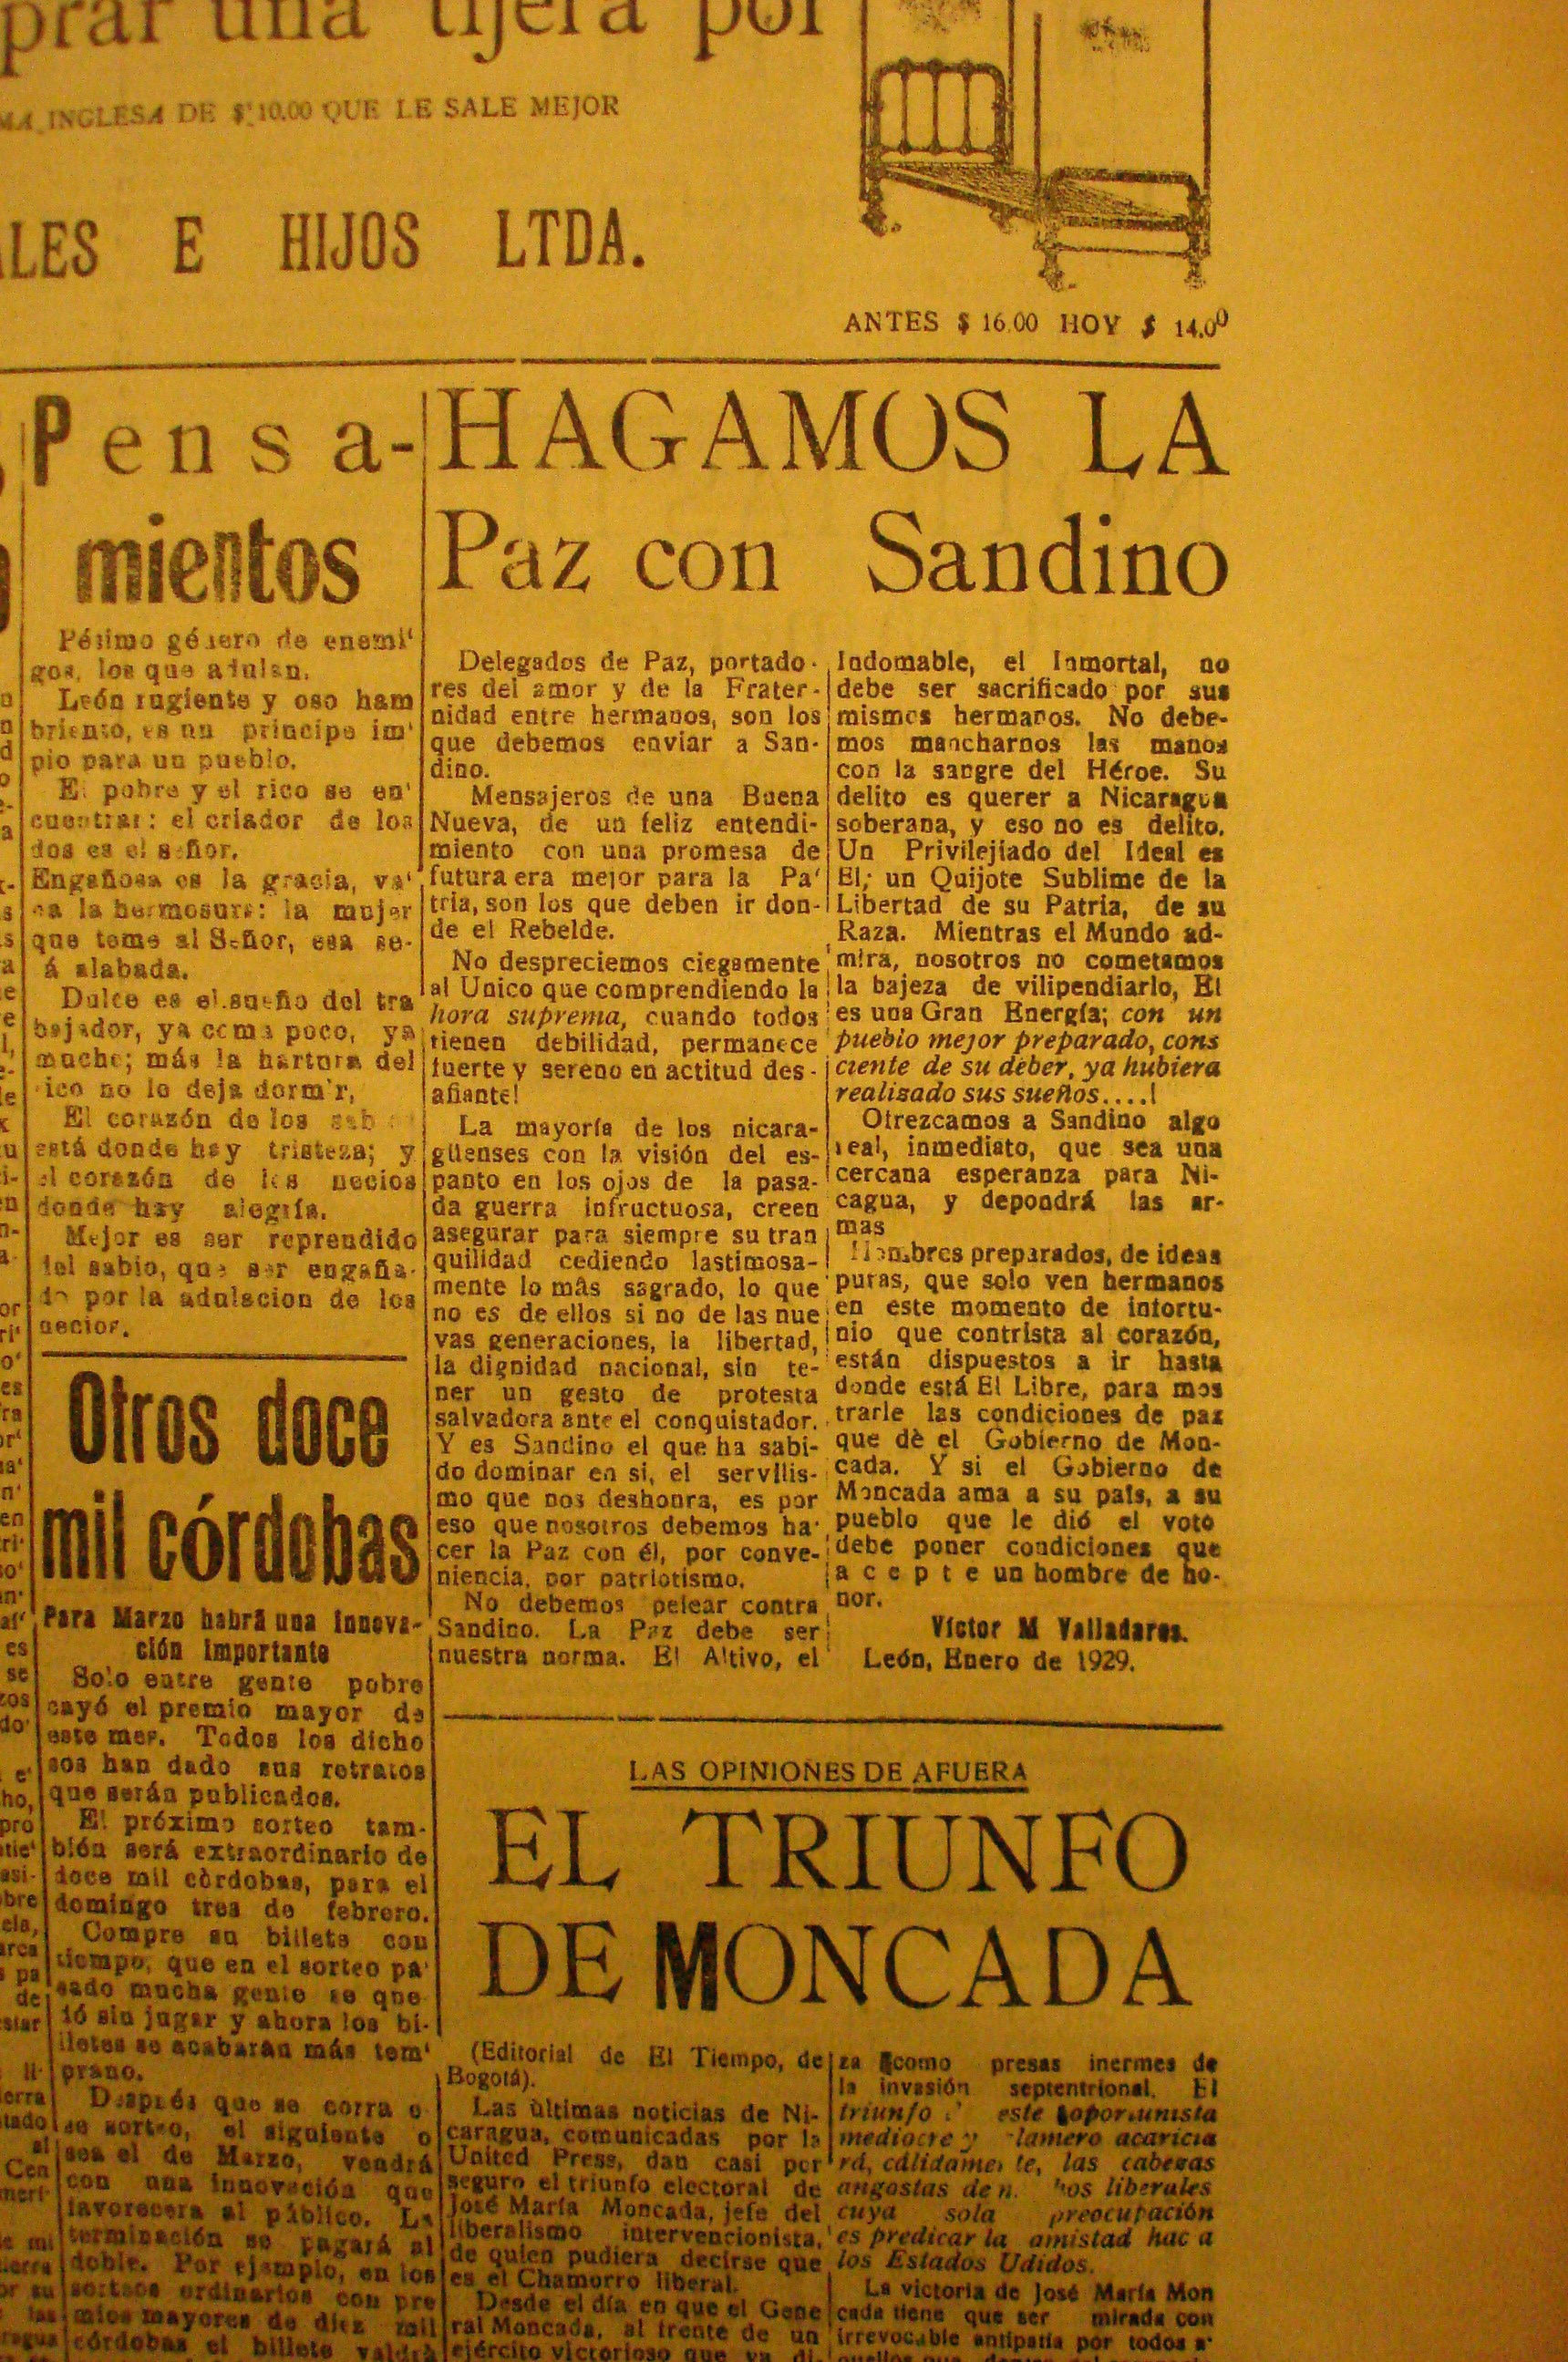 prar una tijera por
INGLESA DE $ 10.00 QUE LE SALE MEJOR
ALES E HIJOS LTDA.
ANTES $ 16.00 HOY $ 14.00
Pensa-
mientos
Pésimo género de enemi'
gos, los que adulan.
León rugiente y oso ham
briento, es un principe im'
pio para un pueblo.
El pobre y el rico se en'
cuentran: el criador de los
dos es el señor.
Engañosa es la gracia, va'
na la hermosura: la mujer
que teme al Señor, esa se-
á alabada.
Dulce es el sueño del tra
bajador, ya coma poco, ya
mucho; más la hartura del
ico no le deja dormir,
El corazón de los sab
está donde hay tristeza; y
el corazón de los necios
donde hay alegría.
Mejor es ser reprendido
del sabio, que ser engaña-
do por la adulacion de los
necios.
Otros doce
mil córdobas
Para Marzo habrá una innova-
ción importante
Solo entre gente pobre
cayó el premio mayor de
este mes. Todos los dicho
sos han dado sus retratos
que serán publicados.
El próximo sorteo tam-
bién será extraordinario de
doce mil còrdobas, para el
domingo tres de febrero.
Compre su billete con
tiempo, que en el sorteo pa'
sado mucha gente se que
dó sin jugar y ahora los bi-
lletes se acabaran más tem'
prano.
Después que se corra e
se sorteo, el siguiente o
sea el de Marzo, vendrá
con una innovación que
favorecera al público. La
terminación se pagará al
doble. Por ejemplo, en los
sorteos ordinarios con pre
mios mayores de diez mil
córdobas el billete valdrà
HAGAMOS LA
Paz con Sandino
Delegados de Paz, portado-
res del amor y de la Frater-
nidad entre hermanos, son los
que debemos enviar a San-
dino.
Mensajeros de una Buena
Nueva, de un feliz entendi-
miento con una promesa de
futura era mejor para la Pa'
tria, son los que deben ir don-
de el Rebelde.
No despreciemos ciegamente
al Unico que comprendiendo la
hora suprema, cuando todos
tienen debilidad, permanece
fuerte y sereno en actitud des-
afiante!
La mayoría de los nicara-
güenses con la visión del es-
panto en los ojos de la pasa-
da guerra infructuosa, creen
asegurar para siempre su tran
quilidad cediendo lastimosa-
mente lo màs sagrado, lo que
no es de ellos si no de las nue
vas generaciones, la libertad,
la dignidad nacional, sin te-
ner un gesto de protesta
salvadora ante el conquistador.
Y es Sandino el que ha sabi-
do dominar en si, el servilis-
mo que nos deshonra, es por
eso que nosotros debemos ha-
cer la Paz con él, por conve-
niencia, por patriotismo.
No debemos pelear contra
Sandino. La Paz debe ser
nuestra norma. El Altivo, el
Indomable, el Inmortal, no
debe ser sacrificado por sus
mismos hermanos. No debe-
mos mancharnos las manos
con la sangre del Héroe. Su
delito es querer a Nicaragua
soberana, y eso no es delito.
Un Privilejiado del Ideal es
El; un Quijote Sublime de la
Libertad de su Patria, de su
Raza. Mientras el Mundo ad-
mira, nosotros no cometamos
la bajeza de vilipendiarlo, El
es una Gran Energía; con un
pueblo mejor preparado, cons
ciente de su deber, ya hubiera
realizado sus sueños....!
Ofrezcamos a Sandino algo
real, inmediato, que sea una
cercana esperanza para Ni-
cagua, y depondrá las ar-
mas
Hombres preparados, de ideas
puras, que solo ven hermanos
en este momento de infortu-
nio que contrista al corazón,
están dispuestos a ir hasta
donde está El Libre, para mos
trarle las condiciones de paz
que dè el Gobierno de Mon-
cada. Y si el Gobierno de
Moncada ama a su pals, a su
pueblo que le dió el voto
debe poner condiciones que
acepte un hombre de ho-
nor.
Víctor M Valladares.
León, Enero de 1929.
LAS OPINIONES DE AFUERA
EL TRIUNFO
DE MONCADA
(Editorial de El Tiempo, de
Bogotá).
Las ùltimas noticias de Ni-
caragua, comunicadas por la
United Press, dan casi por
seguro el triunfo electoral de
José María Moncada, jefe del
liberalismo intervencionista,
de quien pudiera decirse que
es el Chamorro liberal.
Desde el día en que el Gene
ral Moncada, al frente de un
ejército victorioso que ya di-
za como presas inermes de
la invasión septentrional. El
triunfo este oportunista
mediocre y acaricia
rá, cálidamente, las cabezas
angostas de liberales
cuya sola preocupación
es predicar la amistad hac a
los Estados Udidos.
La victoria de José María Mon
cada tiene que ser mirada con
irrevocable antipatía por todos